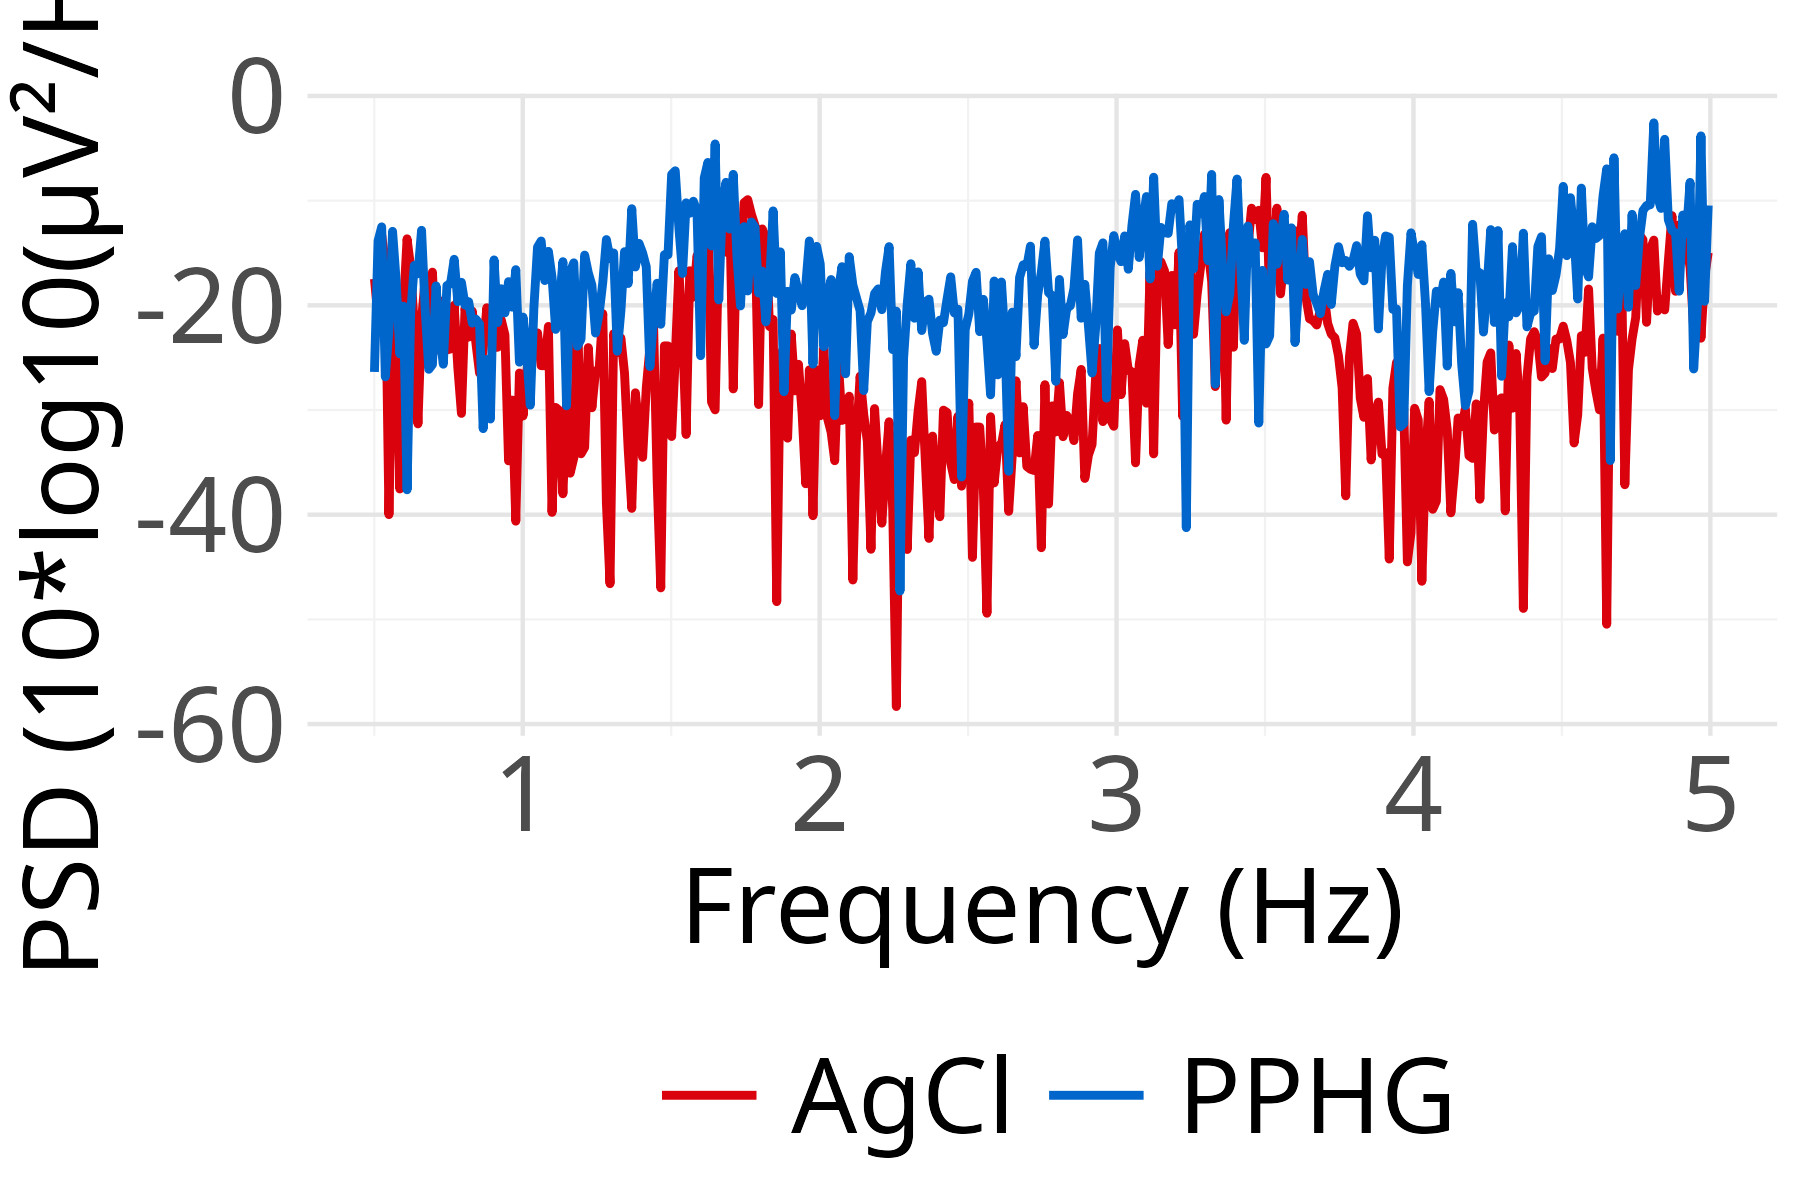 PSD (10*log10(μV²/H
0
-20
-40
-60
1 2 3 4 5
Frequency (Hz)
AgCl PPHG